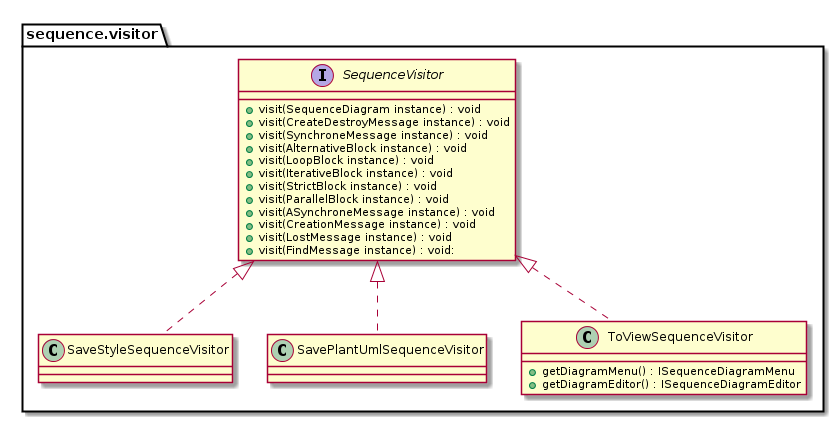 sequence.visitor
I SequenceVisitor
visit(SequenceDiagram instance) : void
visit(CreateDestroyMessage instance) : void
visit(SynchroneMessage instance) : void
visit(AlternativeBlock instance) : void
visit(LoopBlock instance) : void
visit(IterativeBlock instance) : void
visit(StrictBlock instance) : void
visit(ParallelBlock instance) : void
visit(ASynchroneMessage instance) : void
visit(CreationMessage instance) : void
visit(LostMessage instance) : void
visit(FindMessage instance) : void:
C SaveStyleSequenceVisitor
C SavePlantUmlSequenceVisitor
C ToViewSequenceVisitor
getDiagramMenu() : ISequenceDiagramMenu
getDiagramEditor() : ISequenceDiagramEditor